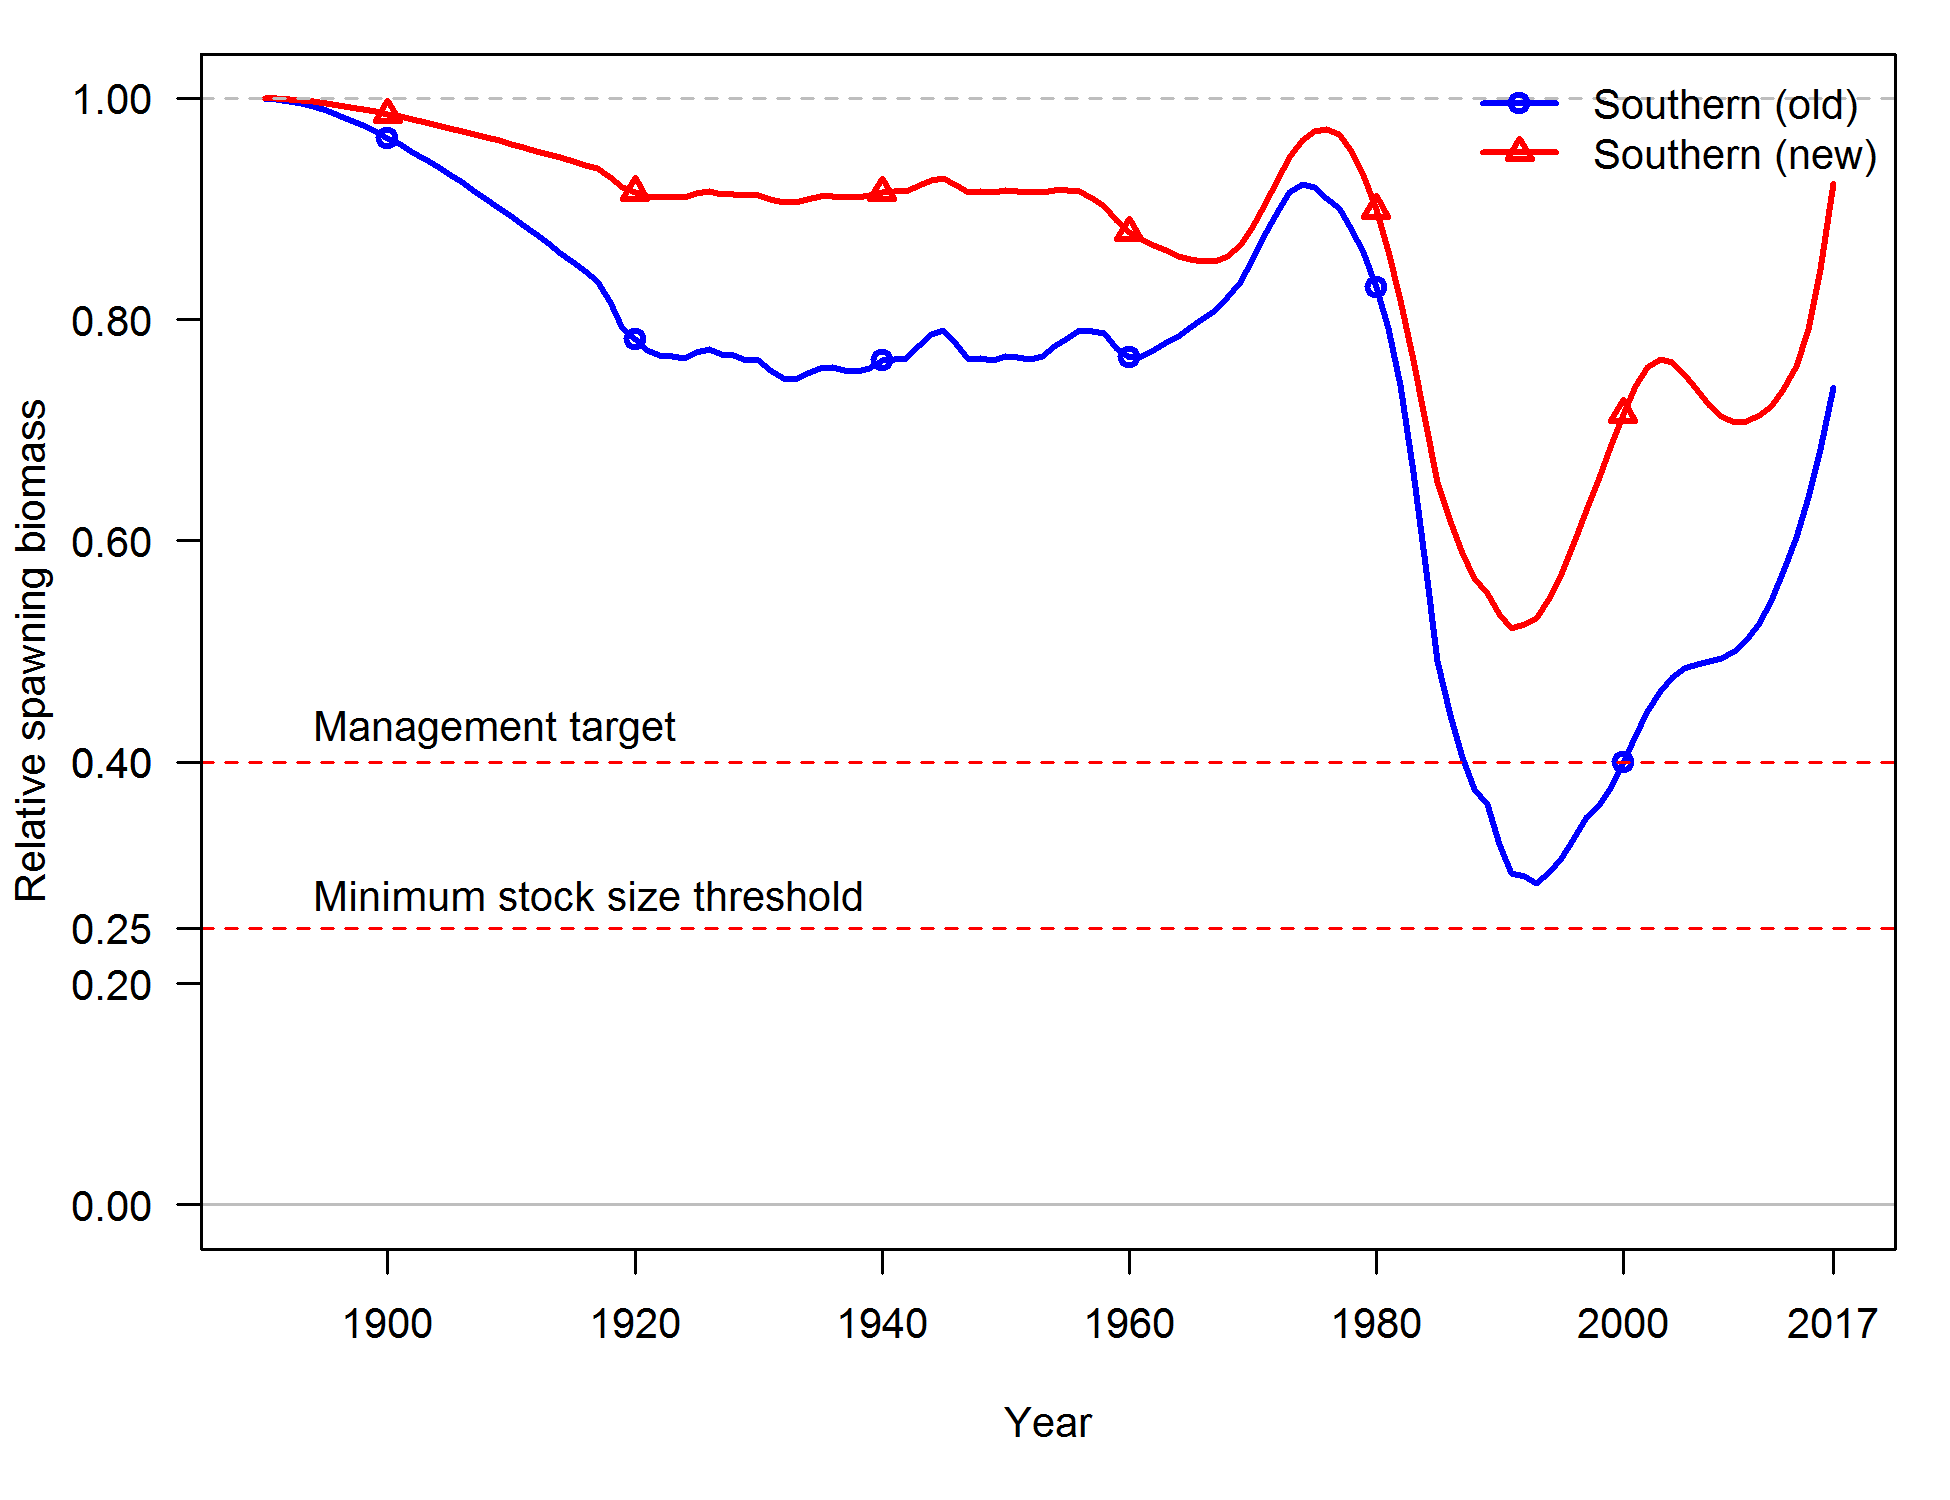 1.00
0.80
0.60
0.40
0.25
0.20
0.00
Relative spawning biomass
Southern (old)
Southern (new)
Management target
Minimum stock size threshold
1900 1920 1940 1960 1980 2000 2017
Year